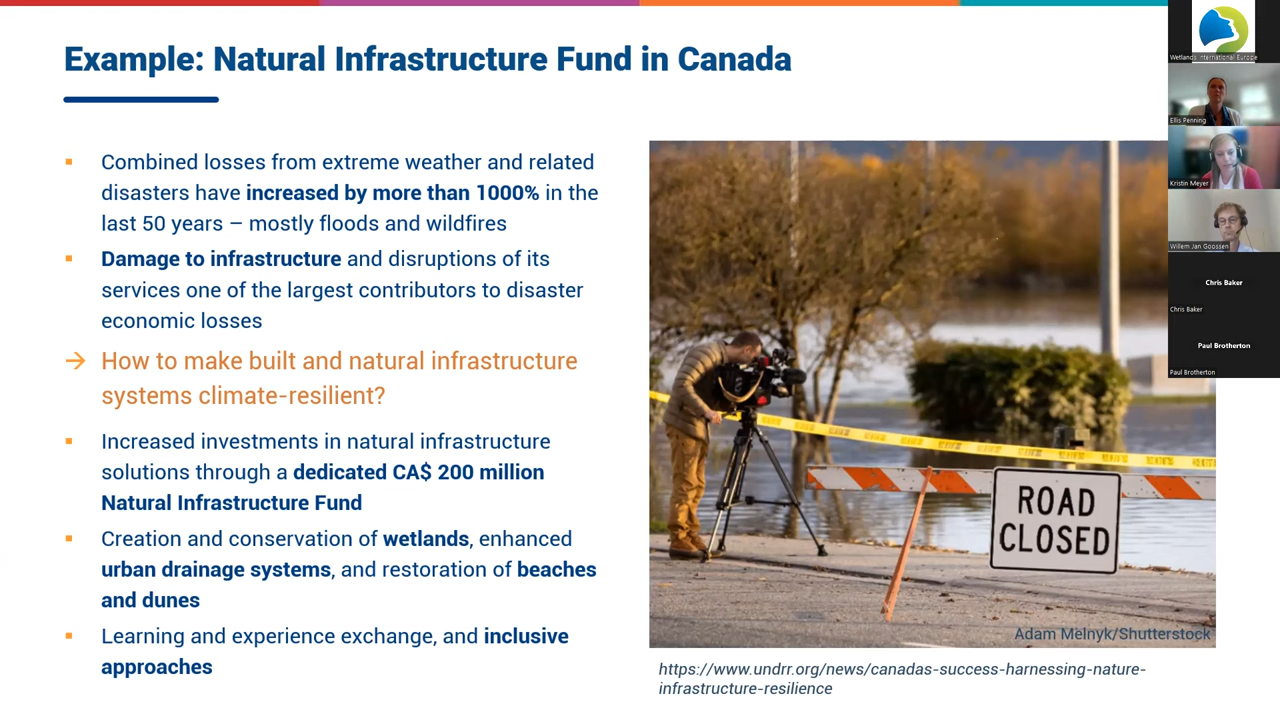 Example: Natural Infrastructure Fund in Canada
Combined losses from extreme weather and related
disasters have increased by more than 1000% in the
last 50 years – mostly floods and wildfires
Damage to infrastructure and disruptions of its
services one of the largest contributors to disaster
economic losses
→ How to make built and natural infrastructure
systems climate-resilient?
Increased investments in natural infrastructure
solutions through a dedicated CA$ 200 million
Natural Infrastructure Fund
Creation and conservation of wetlands, enhanced
urban drainage systems, and restoration of beaches
and dunes
Learning and experience exchange, and inclusive
approaches
ROAD
CLOSED
Adam Melnyk/Shutterstock
https://www.undrr.org/news/canadas-success-harnessing-nature-
infrastructure-resilience
Wetlands International Europe
Ellis Penning
Kristin Meyer
Willem Jan Goossen
Chris Baker
Chris Baker
Paul Brotherton
Paul Brotherton